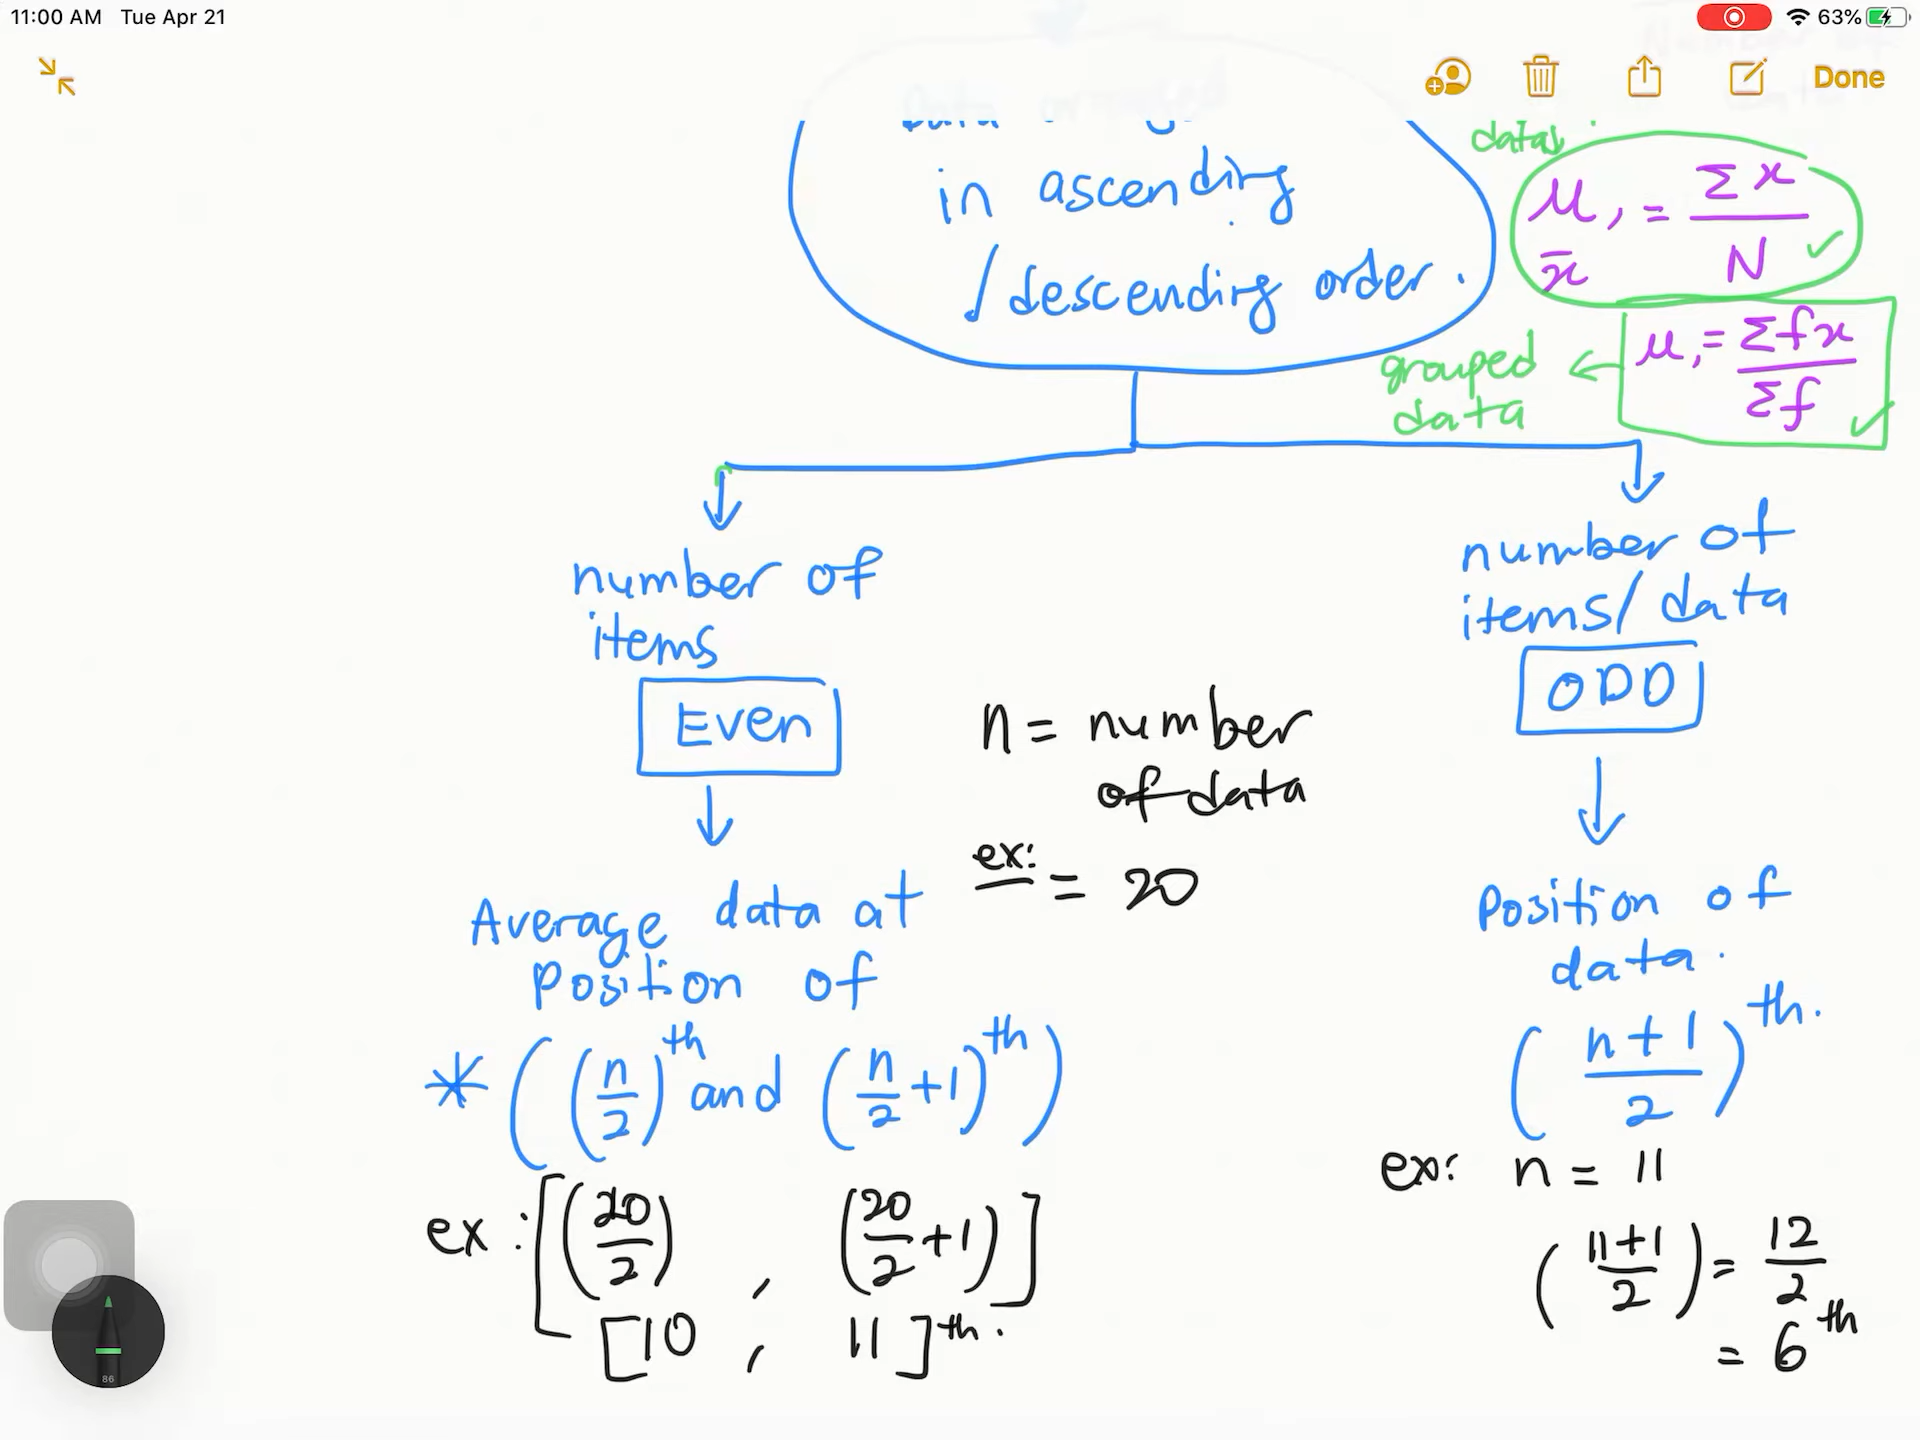 11:00 AM Tue Apr 21
63%
Done
Data
in ascending
/descending order.
datas
μ, = Σx
x̄ N
grouped
data
μ, = Σfx
Σf
number of
items
Even
Average data at
position of
* ((n/2)th and (n/2+1)th)
ex: [(20/2) , (20/2+1)]
[10 , 11]th.
n = number
of data
ex: = 20
number of
items/data
ODD
Position of
data.
(n+1/2)th.
ex: n = 11
(11+1/2) = 12/2
= 6th
86